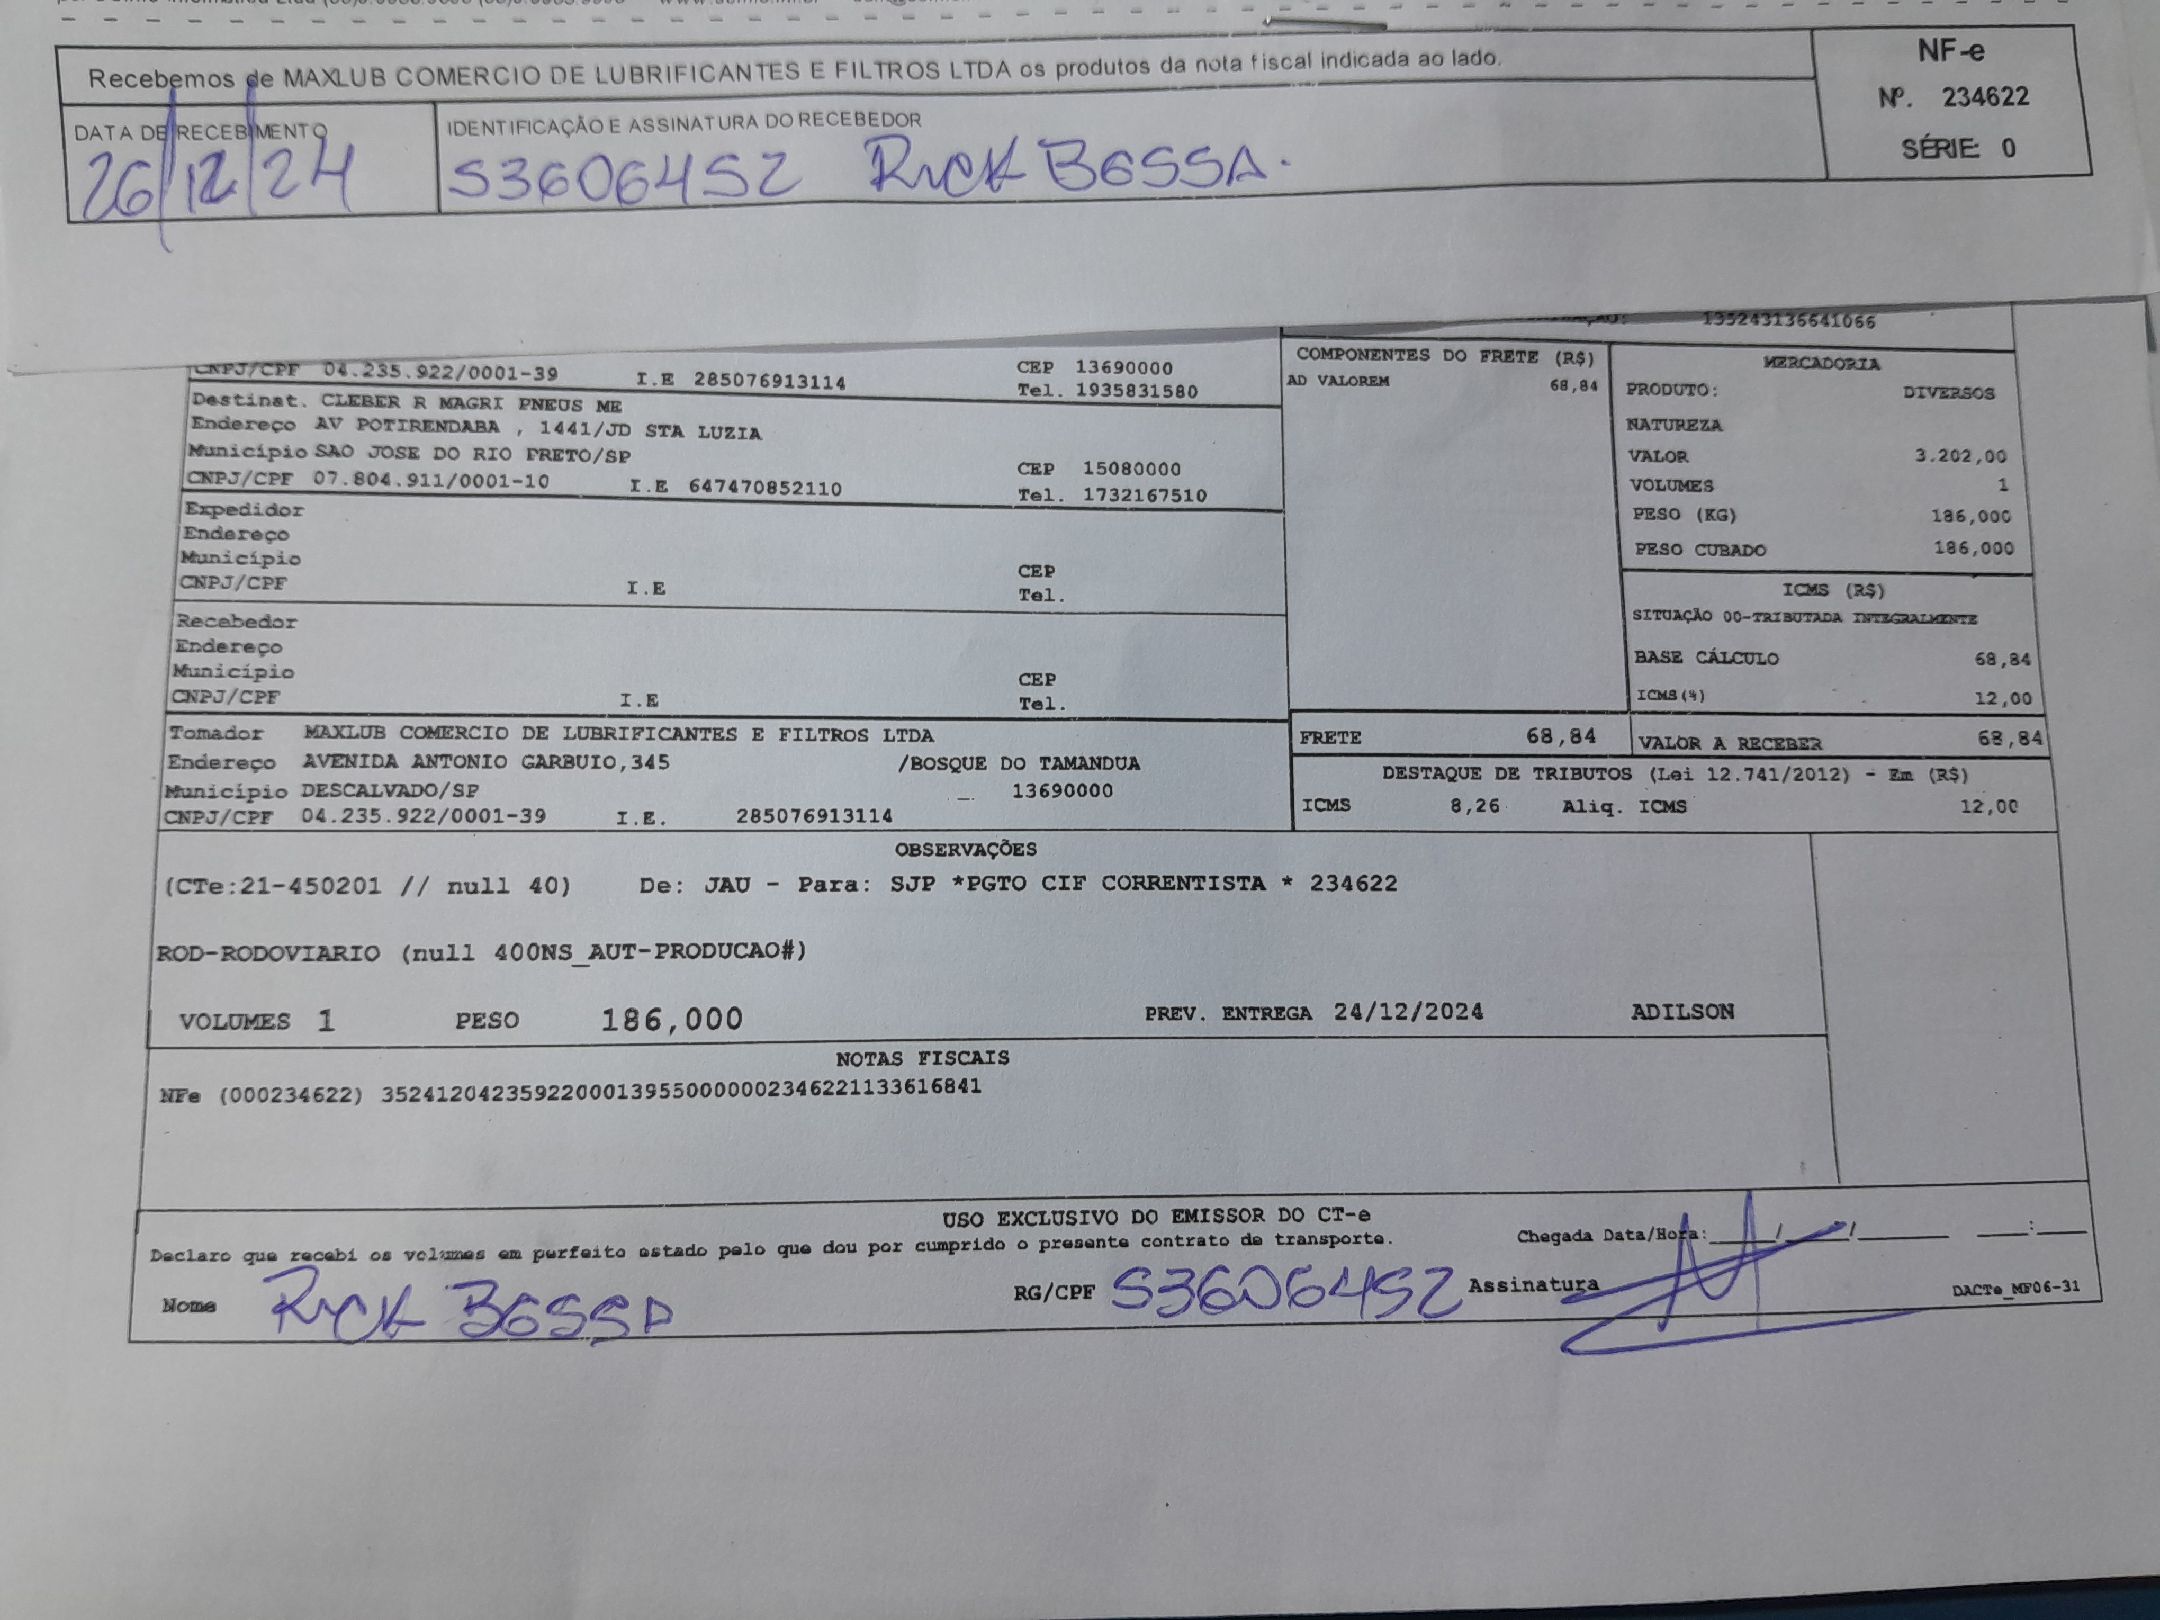 Recebemos de MAXLUB COMERCIO DE LUBRIFICANTES E FILTROS LTDA os produtos da nota fiscal indicada ao lado.
NF-e
Nº. 234622
SÉRIE: 0
DATA DE RECEBIMENTO
26/12/24
IDENTIFICAÇÃO E ASSINATURA DO RECEBEDOR
53606452 RICK BESSA.
135243136641066
CNPJ/CPF 04.235.922/0001-39 I.E 285076913114
CEP 13690000
Tel. 1935831580
Destinat. CLEBER R MAGRI PNEUS ME
Endereço AV POTIRENDABA , 1441/JD STA LUZIA
Município SAO JOSE DO RIO PRETO/SP CEP 15080000
CNPJ/CPF 07.804.911/0001-10 I.E 647470852110 Tel. 1732167510
Expedidor
Endereço
Município CEP
CNPJ/CPF I.E Tel.
Recebedor
Endereço
Município CEP
CNPJ/CPF I.E Tel.
Tomador MAXLUB COMERCIO DE LUBRIFICANTES E FILTROS LTDA
Endereço AVENIDA ANTONIO GARBUIO,345 /BOSQUE DO TAMANDUA
Município DESCALVADO/SP _ 13690000
CNPJ/CPF 04.235.922/0001-39 I.E. 285076913114
COMPONENTES DO FRETE (R$)
AD VALOREM 68,84
MERCADORIA
PRODUTO: DIVERSOS
NATUREZA
VALOR 3.202,00
VOLUMES 1
PESO (KG) 186,000
PESO CUBADO 186,000
ICMS (R$)
SITUAÇÃO 00-TRIBUTADA INTEGRALMENTE
BASE CÁLCULO 68,84
ICMS(%) 12,00
FRETE 68,84 VALOR A RECEBER 68,84
DESTAQUE DE TRIBUTOS (Lei 12.741/2012) - Em (R$)
ICMS 8,26 Aliq. ICMS 12,00
OBSERVAÇÕES
(CTe:21-450201 // null 40) De: JAU - Para: SJP *PGTO CIF CORRENTISTA * 234622
ROD-RODOVIARIO (null 400NS_AUT-PRODUCAO#)
VOLUMES 1 PESO 186,000 PREV. ENTREGA 24/12/2024 ADILSON
NOTAS FISCAIS
NFe (000234622) 35241204235922000139550000002346221133616841
USO EXCLUSIVO DO EMISSOR DO CT-e
Declaro que recebi os volumes em perfeito estado pelo que dou por cumprido o presente contrato de transporte. Chegada Data/Hora:____/____/______ ___:___
Nome RICK BESSA RG/CPF 53606452 Assinatura DACTe_MF06-31